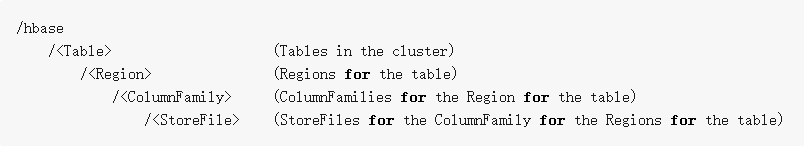 /hbase
/<Table> (Tables in the cluster)
/<Region> (Regions for the table)
/<ColumnFamily> (ColumnFamilies for the Region for the table)
/<StoreFile> (StoreFiles for the ColumnFamily for the Regions for the table)